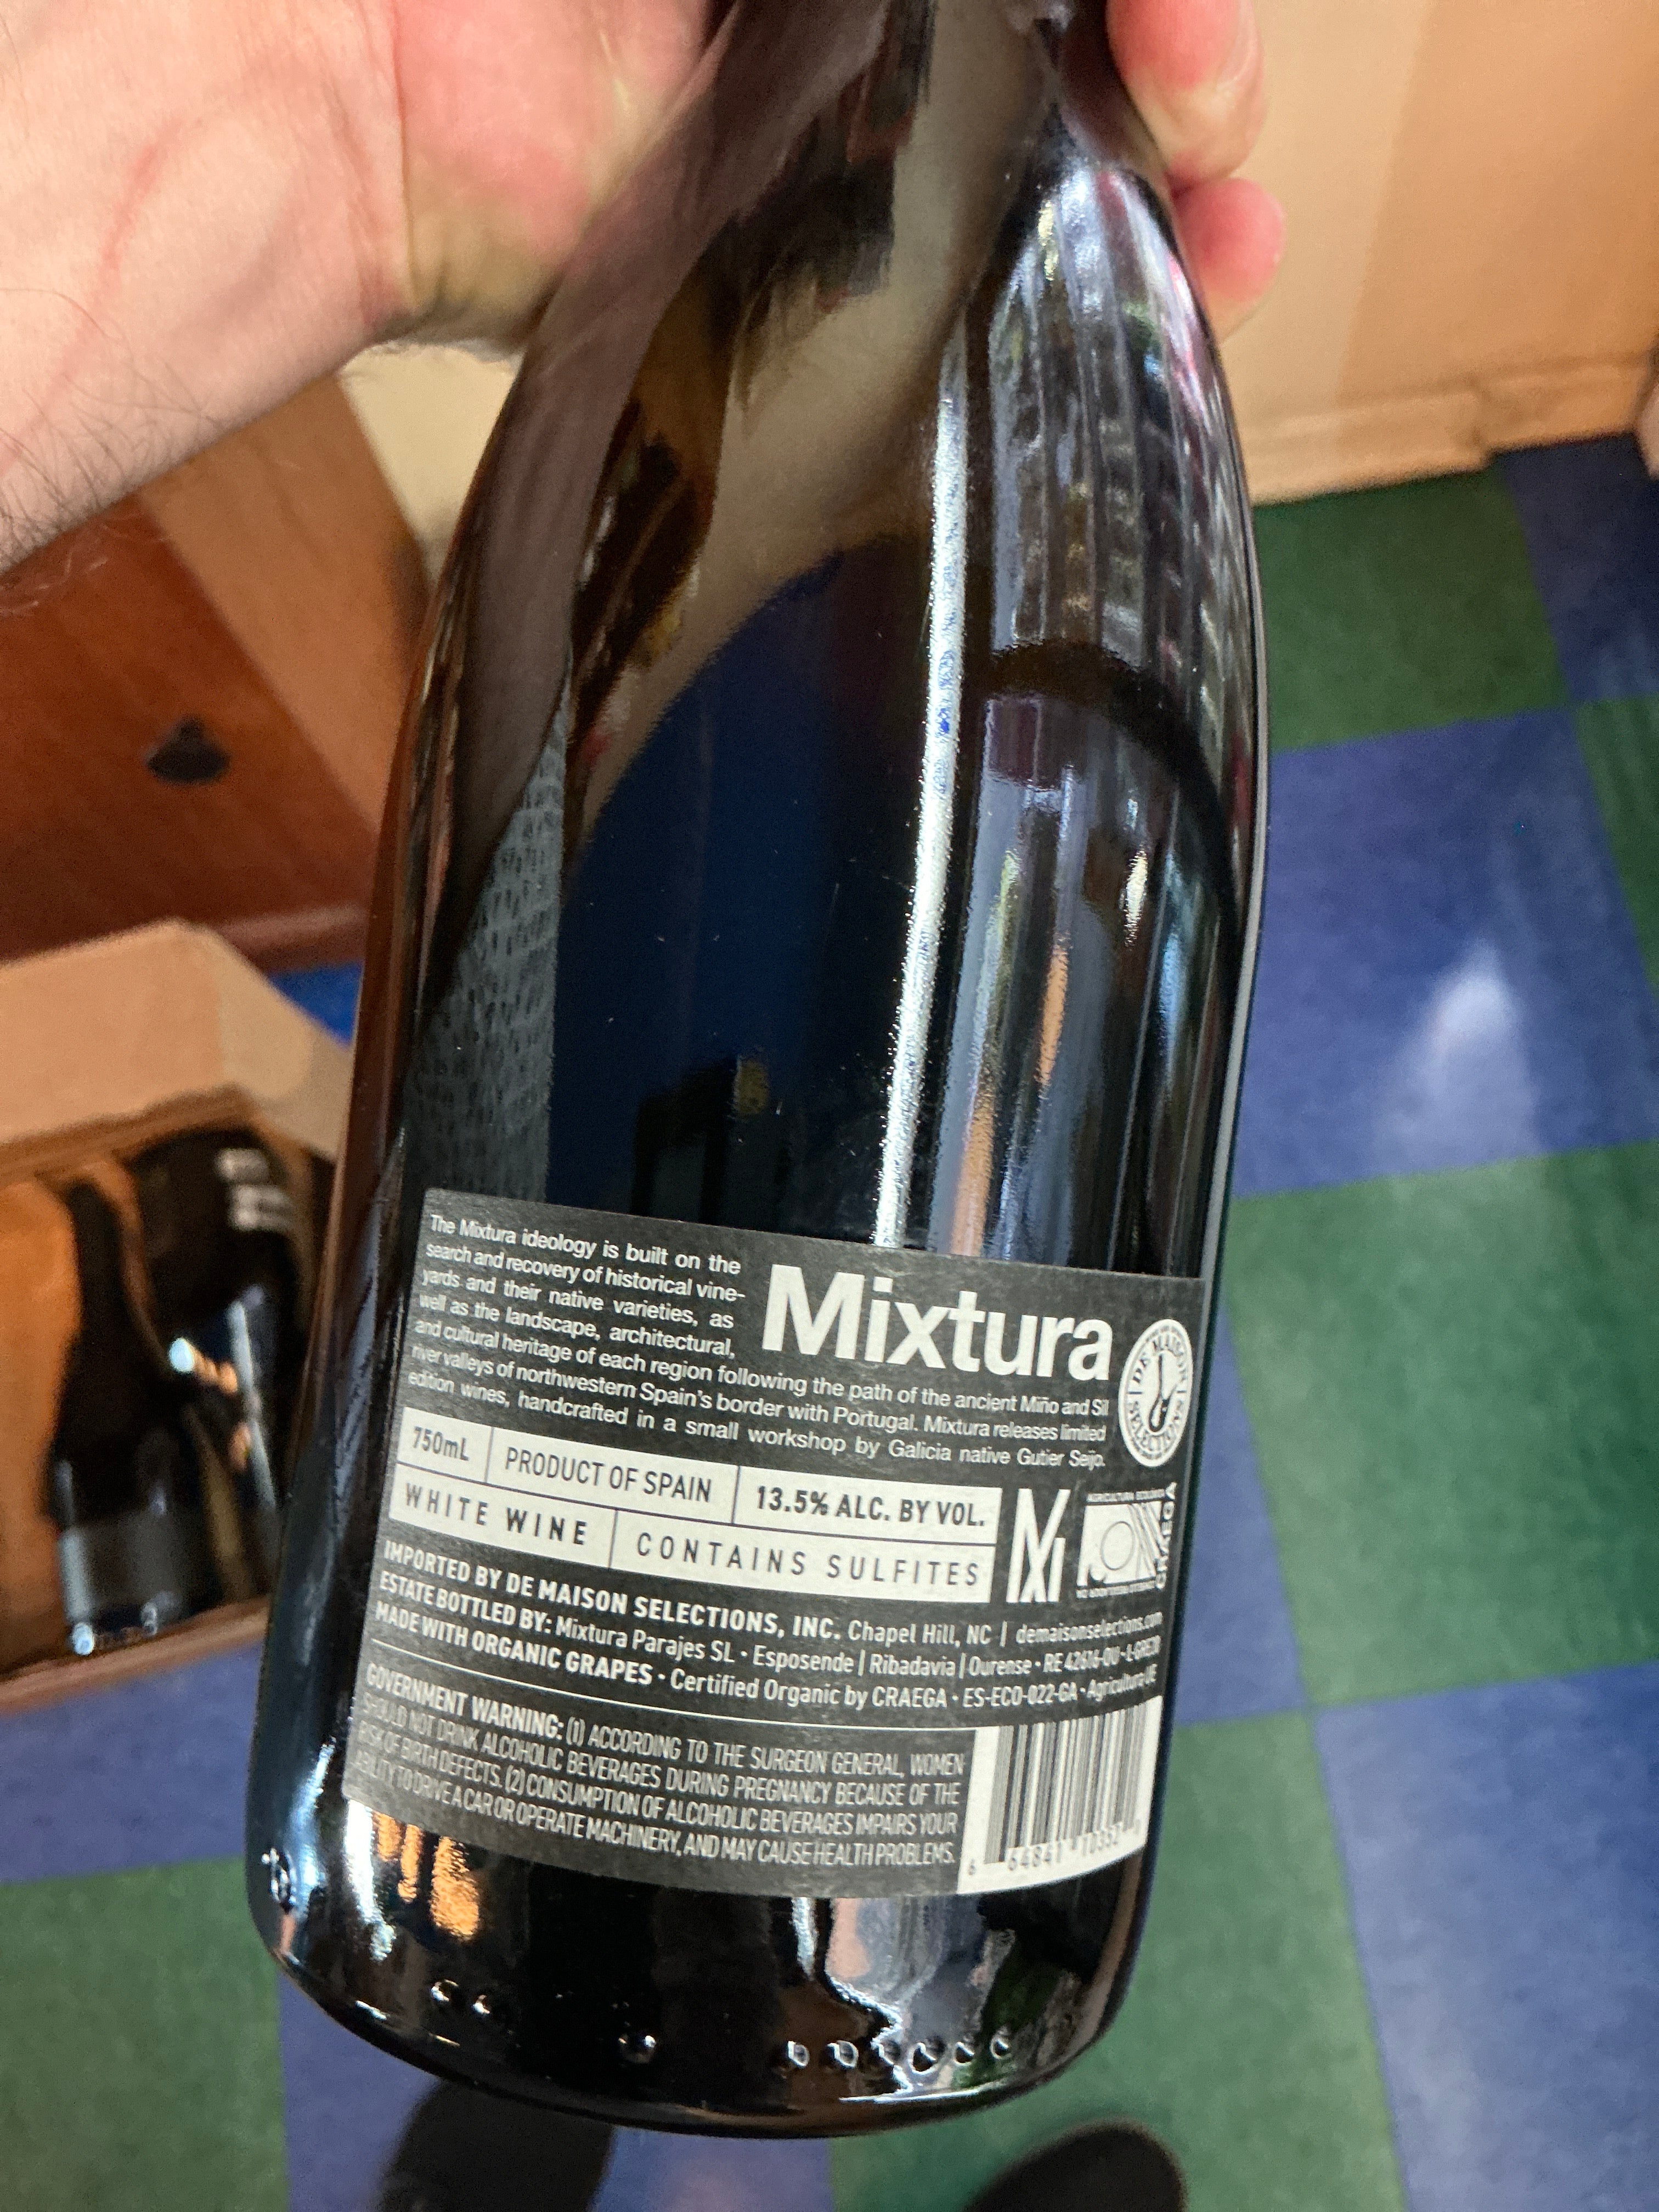 The Mixtura ideology is built on the
search and recovery of historical vine-
yards and their native varieties, as
well as the landscape, architectural,
and cultural heritage of each region following the path of the ancient Miño and Sil
river valleys of northwestern Spain's border with Portugal. Mixtura releases limited
edition wines, handcrafted in a small workshop by Galicia native Gutier Seijo.
Mixtura
DE MAISON
SELECTIONS
750mL
PRODUCT OF SPAIN
13.5% ALC. BY VOL.
WHITE WINE
CONTAINS SULFITES
CRAEGA
IMPORTED BY DE MAISON SELECTIONS, INC. Chapel Hill, NC | demaisonselections.com
ESTATE BOTTLED BY: Mixtura Parajes SL · Esposende | Ribadavia | Ourense · RE
MADE WITH ORGANIC GRAPES · Certified Organic by CRAEGA · ES-ECO-022-GA · Agricultura UE
GOVERNMENT WARNING: (1) ACCORDING TO THE SURGEON GENERAL, WOMEN
SHOULD NOT DRINK ALCOHOLIC BEVERAGES DURING PREGNANCY BECAUSE OF THE
RISK OF BIRTH DEFECTS. (2) CONSUMPTION OF ALCOHOLIC BEVERAGES IMPAIRS YOUR
ABILITY TO DRIVE A CAR OR OPERATE MACHINERY, AND MAY CAUSE HEALTH PROBLEMS.
6 64841